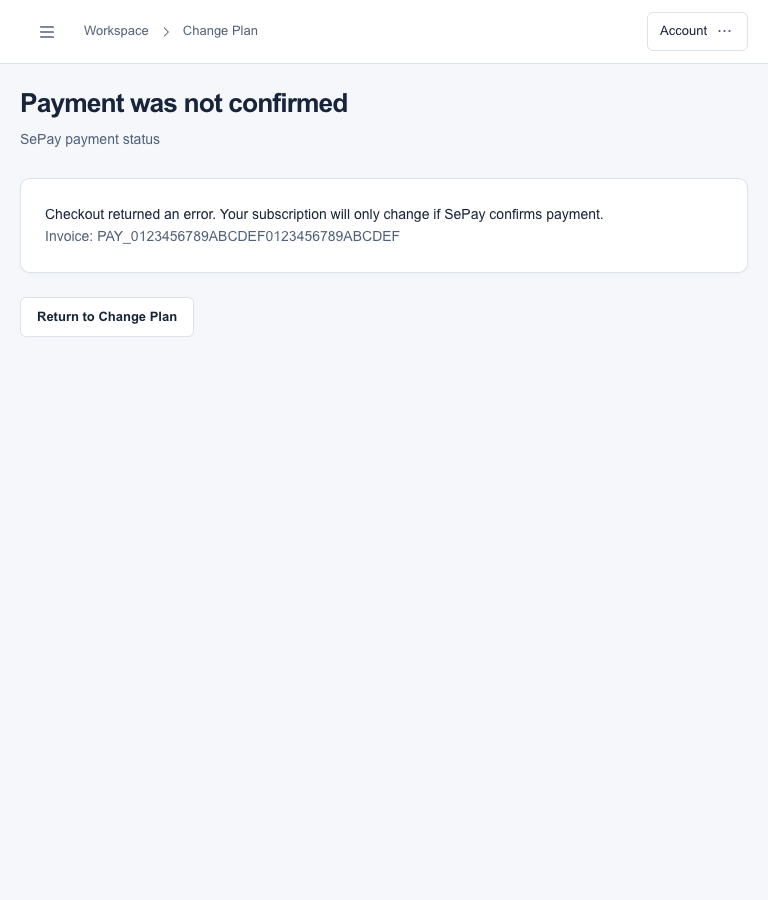 Workspace
Change Plan
Account ···
Payment was not confirmed
SePay payment status
Checkout returned an error. Your subscription will only change if SePay confirms payment.
Invoice: PAY_0123456789ABCDEF0123456789ABCDEF
Return to Change Plan